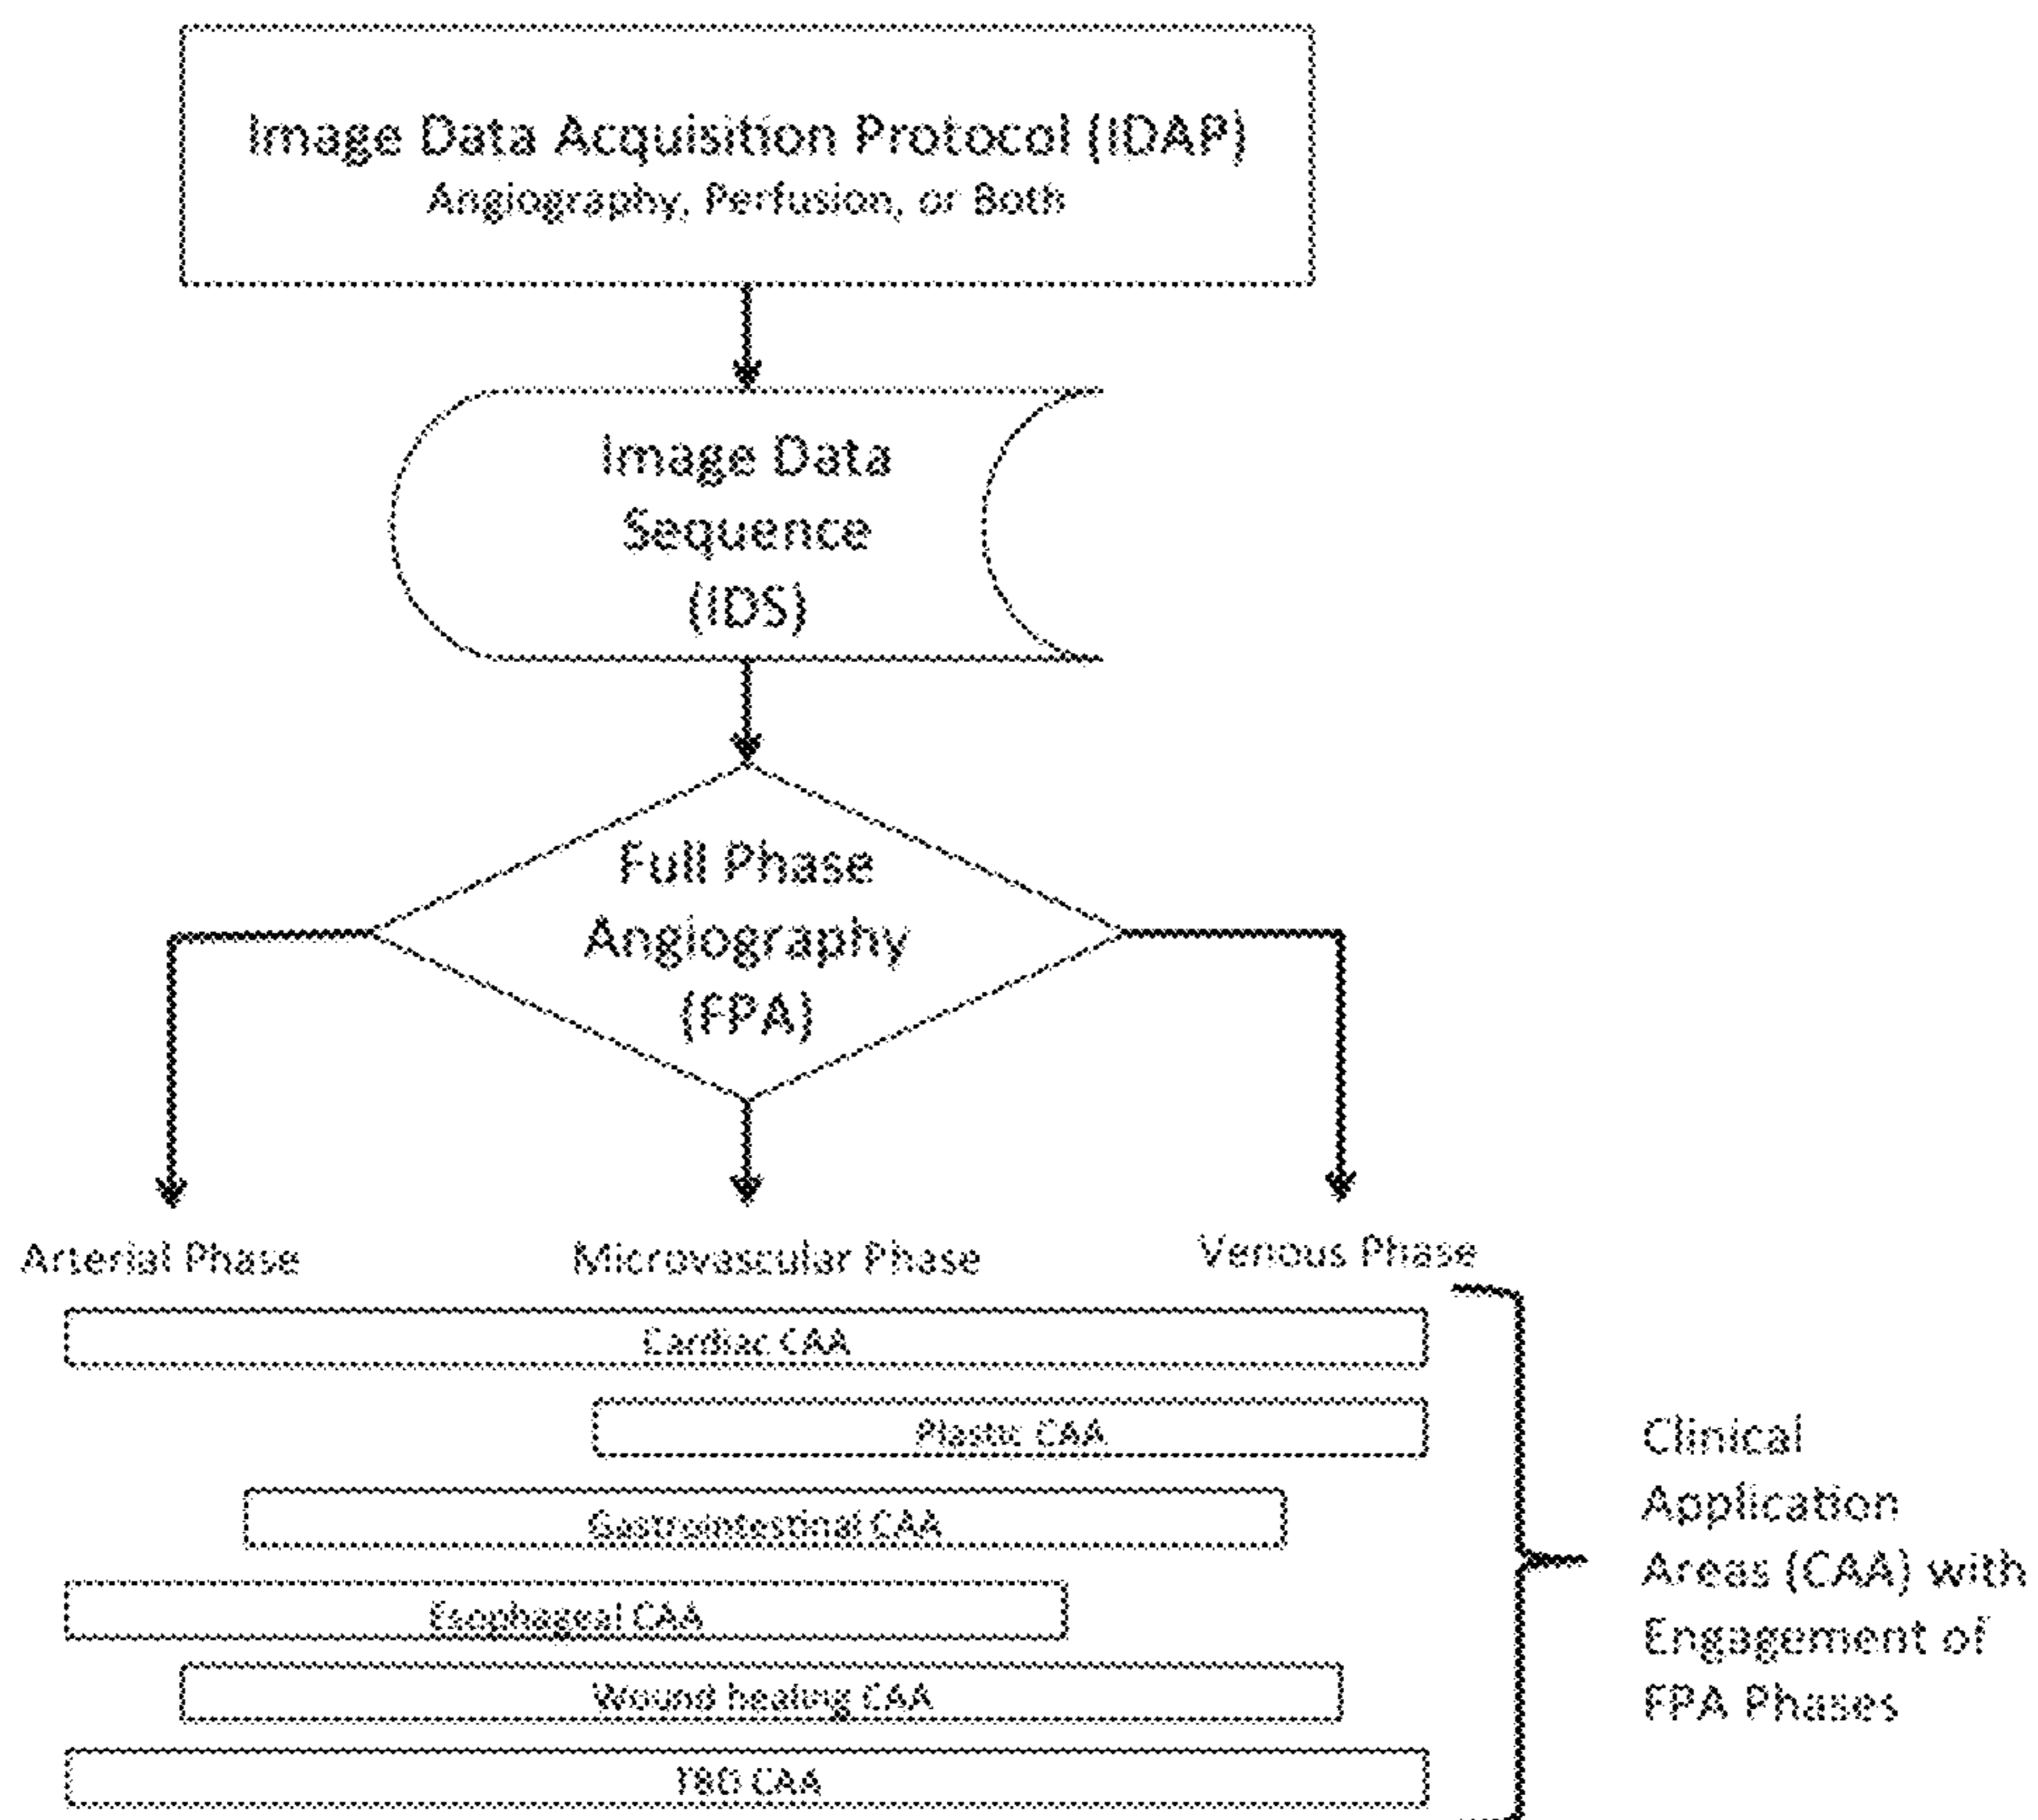 Image Data Acquisition Protocol (IDAP)
Angiography, Perfusion, or Both
Image Data
Sequence
(IDS)
Full Phase
Angiography
(FPA)
Arterial Phase
Microvascular Phase
Venous Phase
Cardiac CAA
Plastic CAA
Gastrointestinal CAA
Esophageal CAA
Wound healing CAA
TBD CAA
Clinical
Application
Areas (CAA) with
Engagement of
FPA Phases